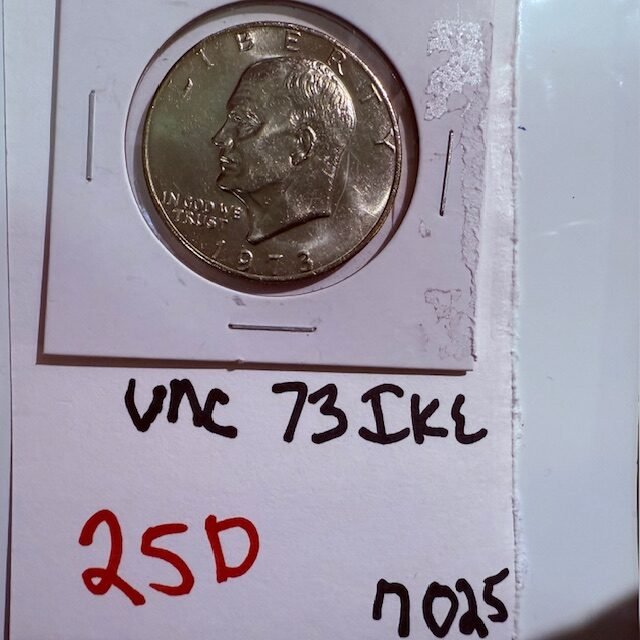 LIBERTY
IN GOD WE
TRUST
1973
UNC 73 IKE
25D
7025